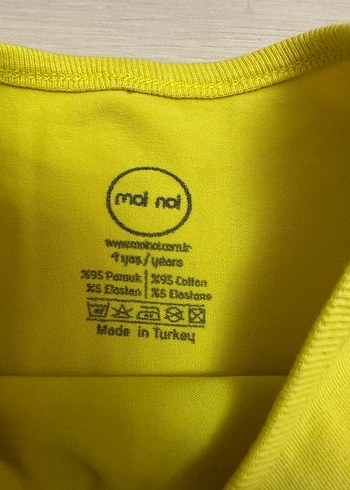 moi noi
www.moinoi.com.tr
4 yaş/years
%95 Pamuk | %95 Cotton
%5 Elastan | %5 Elastane
Made in Turkey